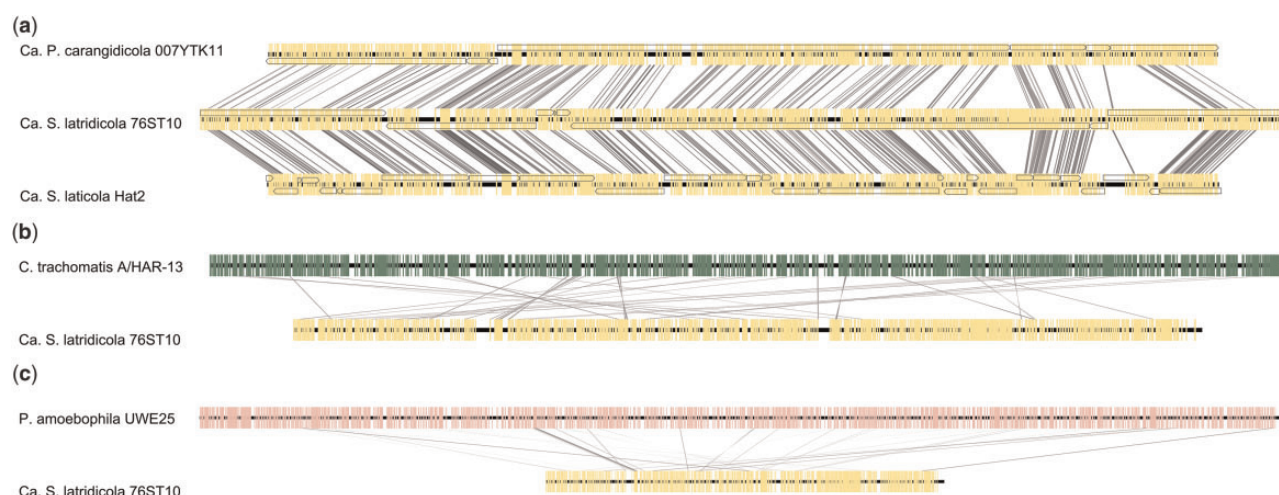 (a)
Ca. P. carangidicola 007YTK11
Ca. S. latridicola 76ST10
Ca. S. laticola Hat2
(b)
C. trachomatis A/HAR-13
Ca. S. latridicola 76ST10
(c)
P. amoebophila UWE25
Ca. S. latridicola 76ST10